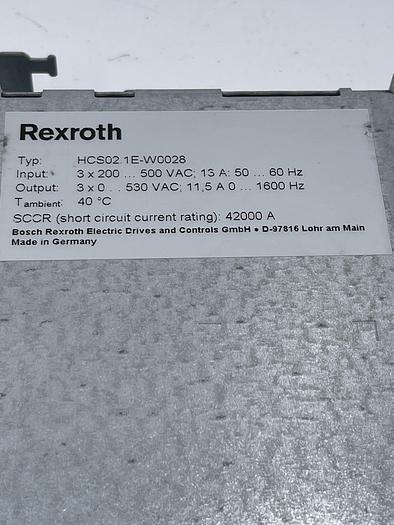 Rexroth
Typ: HCS02.1E-W0028
Input: 3 x 200 ... 500 VAC; 13 A: 50 ... 60 Hz
Output: 3 x 0 . . 530 VAC; 11,5 A 0 ... 1600 Hz
Tambient: 40 °C
SCCR (short circuit current rating): 42000 A
Bosch Rexroth Electric Drives and Controls GmbH • D-97816 Lohr am Main
Made in Germany